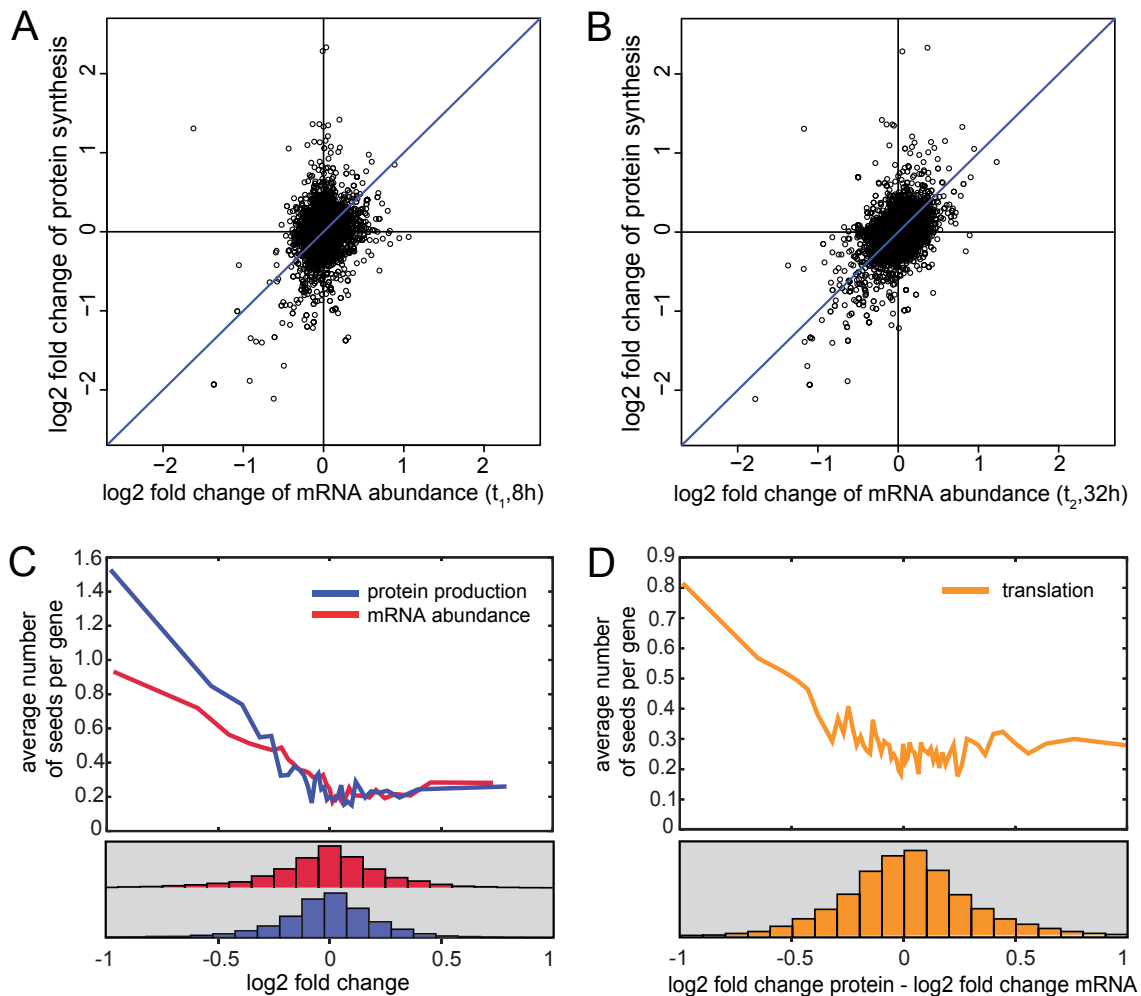 A
log2 fold change of protein synthesis
2
1
0
−1
−2
−2 −1 0 1 2
log2 fold change of mRNA abundance (t1,8h)
B
log2 fold change of protein synthesis
2
1
0
−1
−2
−2 −1 0 1 2
log2 fold change of mRNA abundance (t2,32h)
C
average number
of seeds per gene
1.6
1.4
1.2
1.0
0.8
0.6
0.4
0.2
0
protein production
mRNA abundance
-1 -0.5 0 0.5 1
log2 fold change
D
average number
of seeds per gene
0.9
0.8
0.7
0.6
0.5
0.4
0.3
0.2
0.1
0
translation
-1 -0.5 0 0.5 1
log2 fold change protein - log2 fold change mRNA